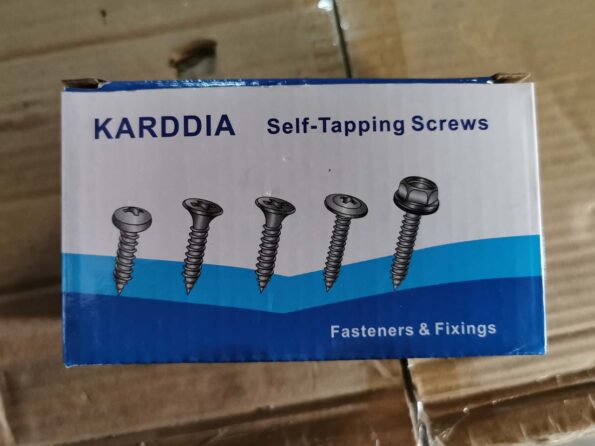 KARDDIA Self-Tapping Screws
Fasteners & Fixings